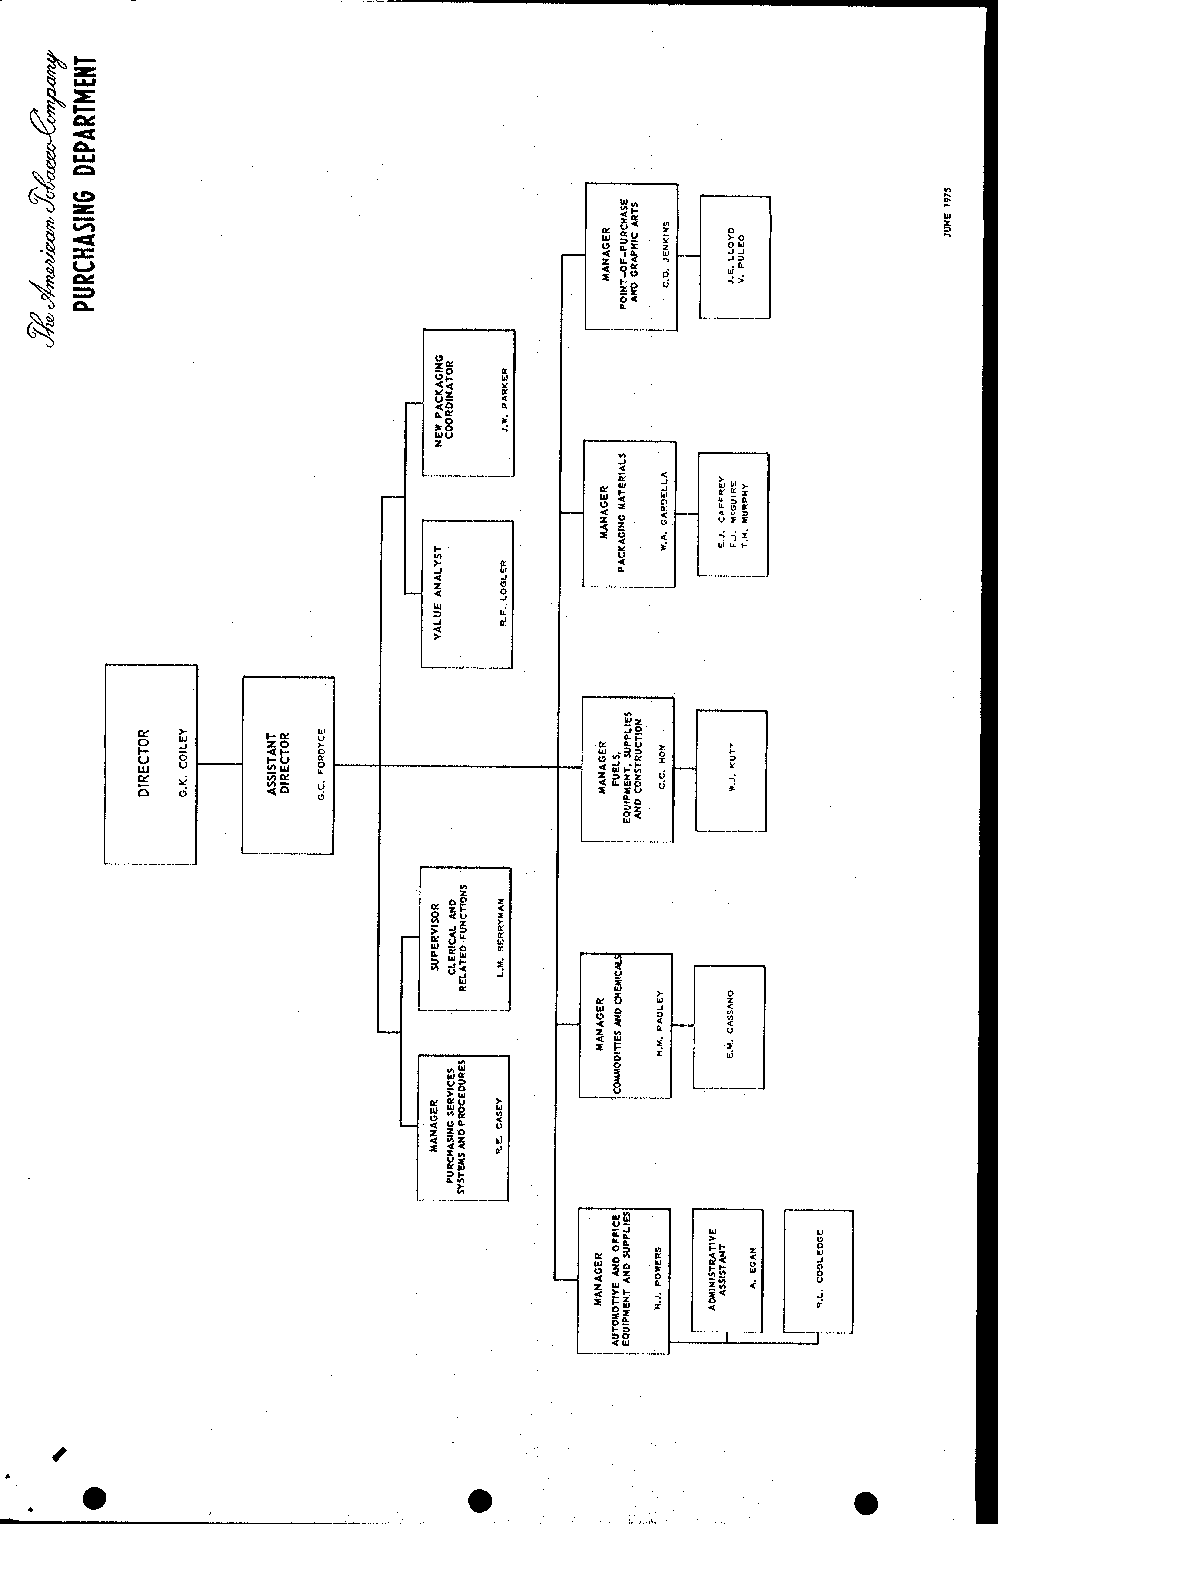 The American Tobacco Company
PURCHASING DEPARTMENT
DIRECTOR
G.K. COILEY
ASSISTANT
DIRECTOR
G.C. FORDYCE
MANAGER
PURCHASING SERVICES
SYSTEMS AND PROCEDURES
R.E. CASEY
SUPERVISOR
CLERICAL AND
RELATED FUNCTIONS
L.M. BERRYMAN
VALUE ANALYST
R.F. LOGLER
NEW PACKAGING
COORDINATOR
J.W. PARKER
MANAGER
AUTOMOTIVE AND OFFICE
EQUIPMENT AND SUPPLIES
H.J. POWERS
ADMINISTRATIVE
ASSISTANT
A. EGAN
R.L. COOLEDGE
MANAGER
COMMODITIES AND CHEMICALS
H.M. PADLEY
E.M. CASSANO
MANAGER
FUELS,
EQUIPMENT, SUPPLIES
AND CONSTRUCTION
C.C. HON
W.J. KUTT
MANAGER
PACKAGING MATERIALS
W.A. GARDELLA
E.J. CAFFREY
F.J. McGUIRE
T.H. MURPHY
MANAGER
POINT-OF-PURCHASE
AND GRAPHIC ARTS
C.D. JENKINS
J.E. LLOYD
V. PULEO
JUNE 1975